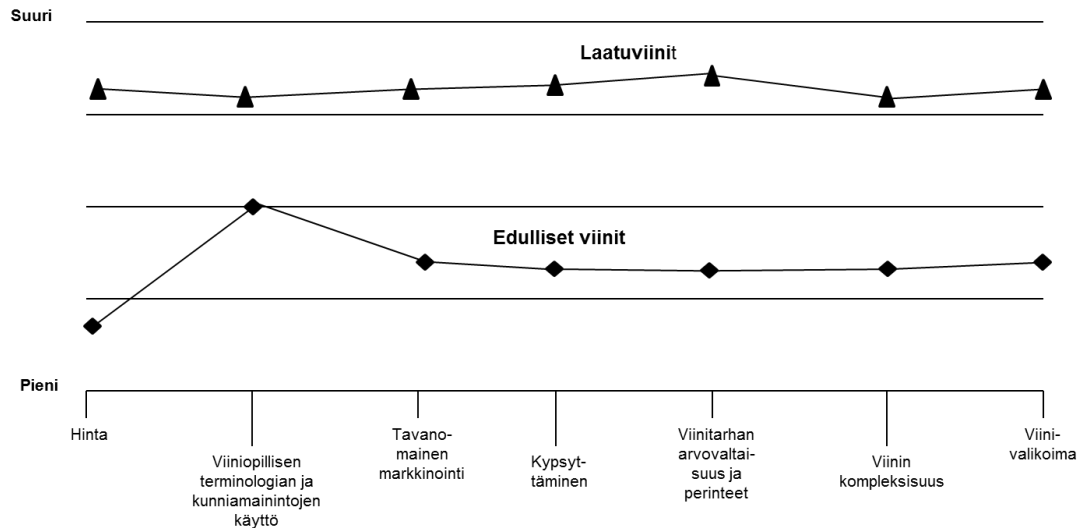 Suuri
Laatuviinit
Edulliset viinit
Pieni
Hinta
Viiniopillisen
terminologian ja
kunniamainintojen
käyttö
Tavano-
mainen
markkinointi
Kypsyt-
täminen
Viinitarhan
arvovaltai-
suus ja
perinteet
Viinin
kompleksisuus
Viini-
valikoima